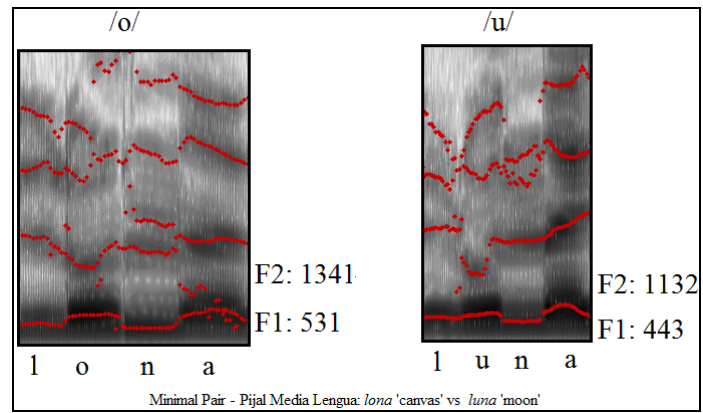 /o/
F2: 1341
F1: 531
l o n a
/u/
F2: 1132
F1: 443
l u n a
Minimal Pair - Pijal Media Lengua: lona 'canvas' vs luna 'moon'